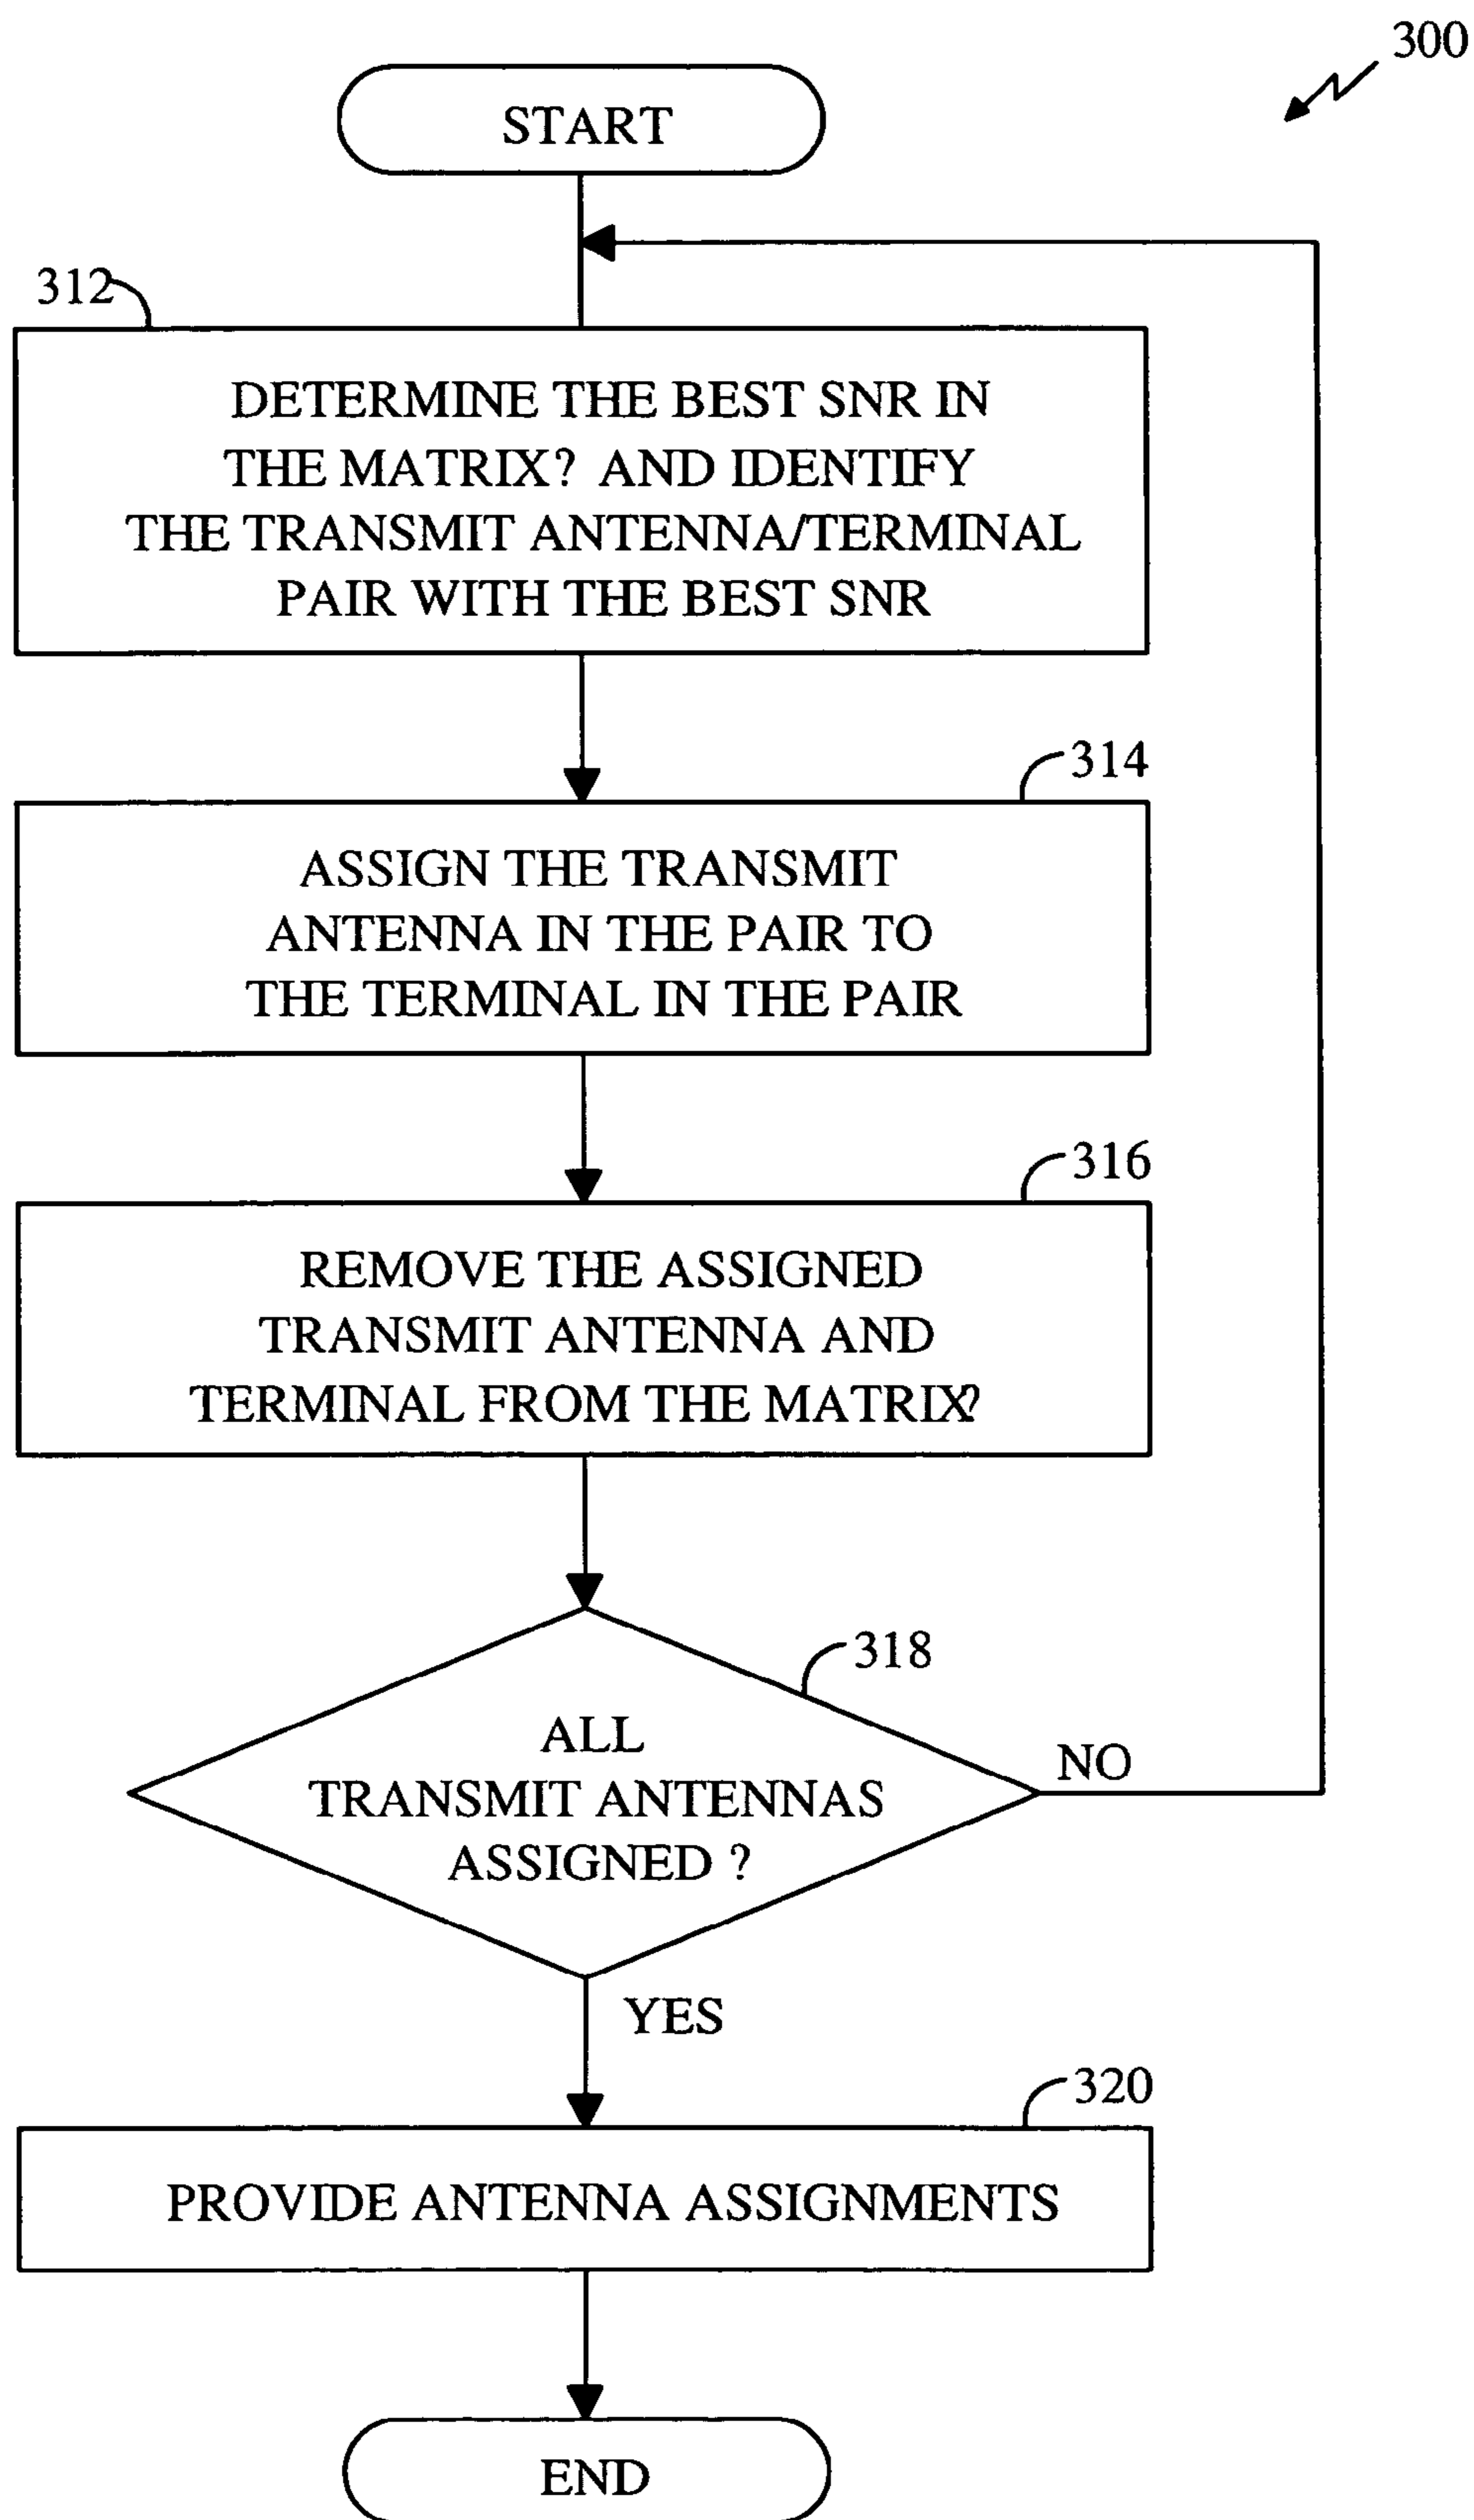 300
START
312
DETERMINE THE BEST SNR IN
THE MATRIX? AND IDENTIFY
THE TRANSMIT ANTENNA/TERMINAL
PAIR WITH THE BEST SNR
314
ASSIGN THE TRANSMIT
ANTENNA IN THE PAIR TO
THE TERMINAL IN THE PAIR
316
REMOVE THE ASSIGNED
TRANSMIT ANTENNA AND
TERMINAL FROM THE MATRIX?
318
ALL
TRANSMIT ANTENNAS
ASSIGNED ?
NO
YES
320
PROVIDE ANTENNA ASSIGNMENTS
END